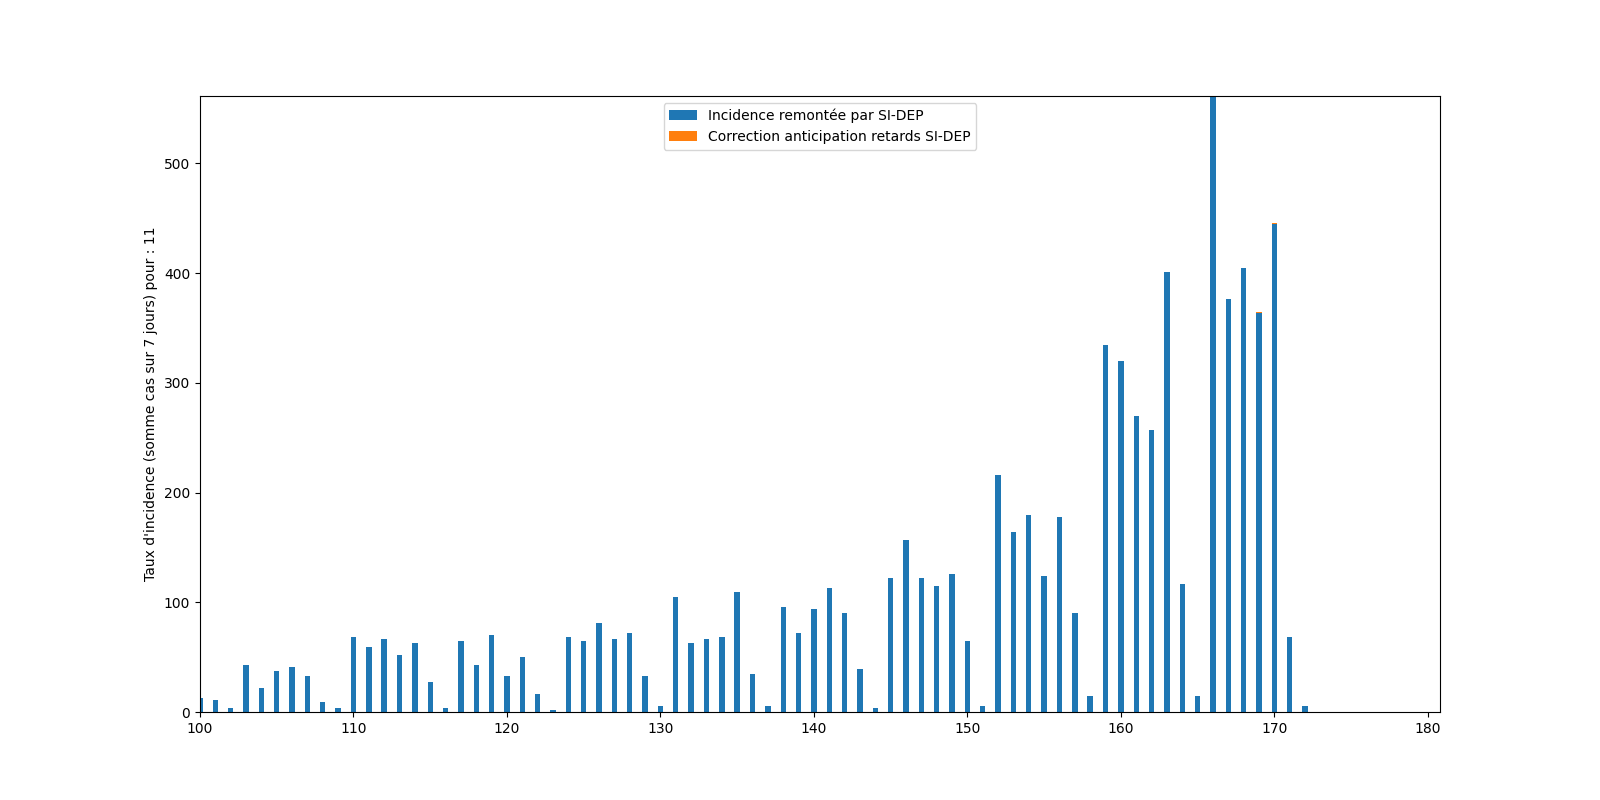 Incidence remontée par SI-DEP
Correction anticipation retards SI-DEP
Taux d'incidence (somme cas sur 7 jours) pour : 11
500
400
300
200
100
0
100 110 120 130 140 150 160 170 180